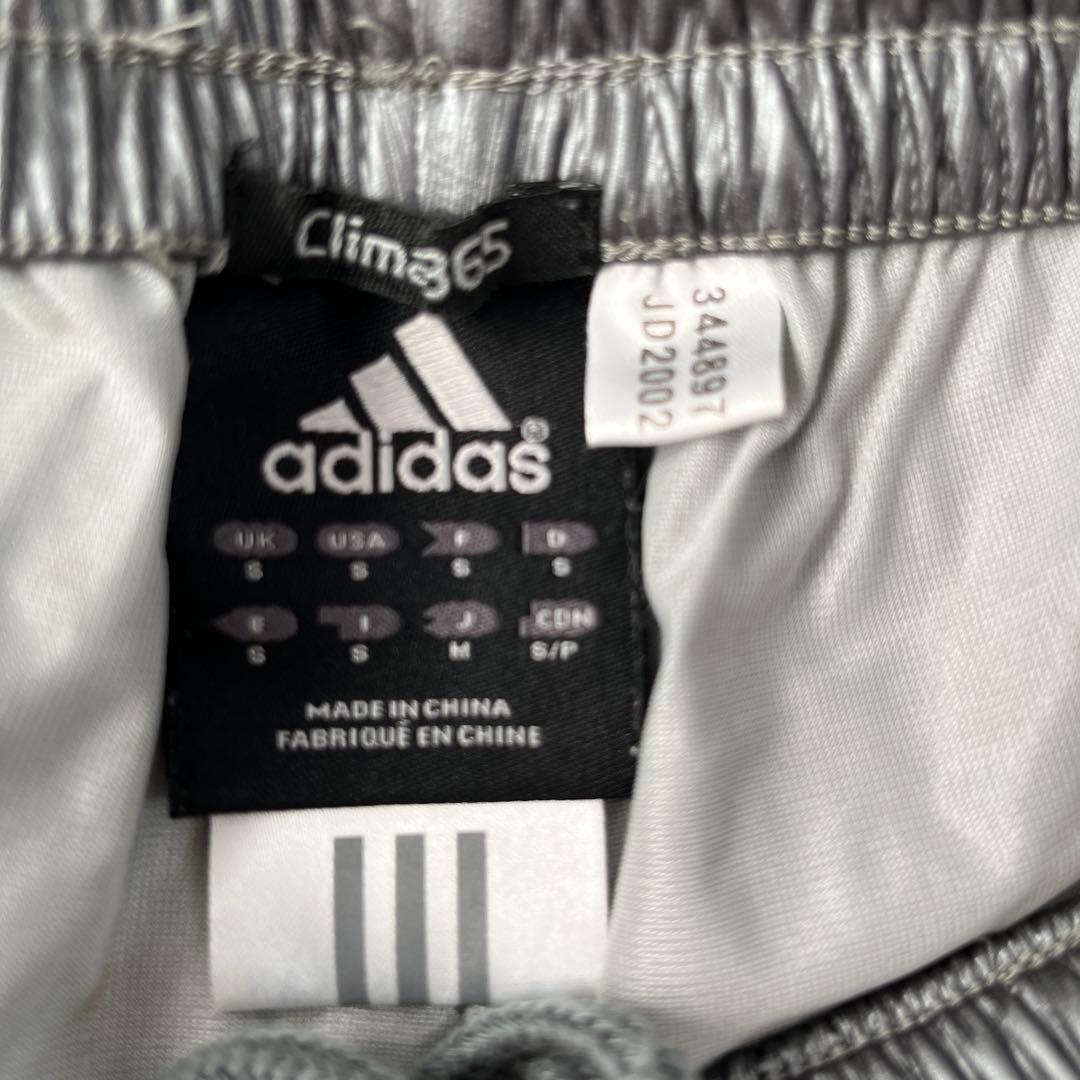 Clima365
344897
JD2002
adidas®
UK USA F D
S S S S
E I J CDN
S S M S/P
MADE IN CHINA
FABRIQUÉ EN CHINE